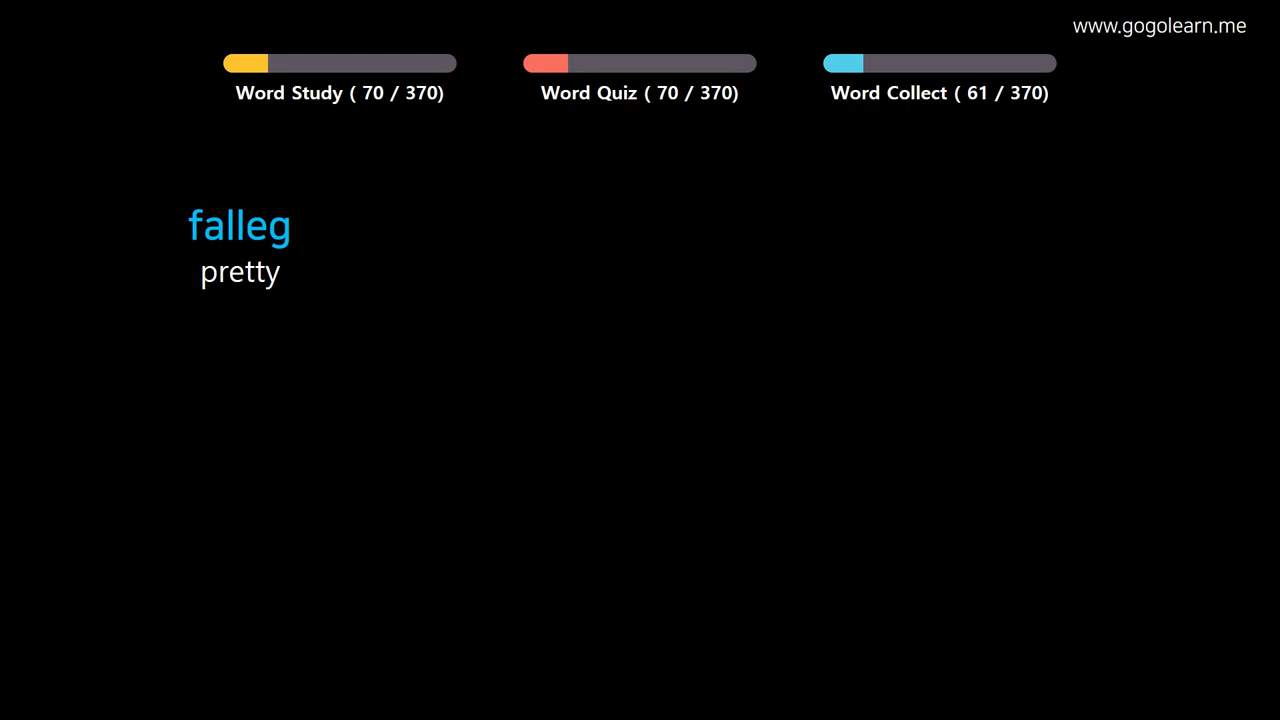 www.gogolearn.me
Word Study ( 70 / 370)
Word Quiz ( 70 / 370)
Word Collect ( 61 / 370)
falleg
pretty